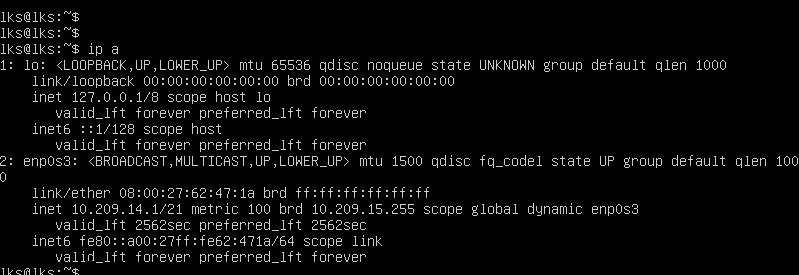 lks@lks:~$
lks@lks:~$
lks@lks:~$ ip a
1: lo: <LOOPBACK,UP,LOWER_UP> mtu 65536 qdisc noqueue state UNKNOWN group default qlen 1000
    link/loopback 00:00:00:00:00:00 brd 00:00:00:00:00:00
    inet 127.0.0.1/8 scope host lo
       valid_lft forever preferred_lft forever
    inet6 ::1/128 scope host
       valid_lft forever preferred_lft forever
2: enp0s3: <BROADCAST,MULTICAST,UP,LOWER_UP> mtu 1500 qdisc fq_codel state UP group default qlen 100
0
    link/ether 08:00:27:62:47:1a brd ff:ff:ff:ff:ff:ff
    inet 10.209.14.1/21 metric 100 brd 10.209.15.255 scope global dynamic enp0s3
       valid_lft 2562sec preferred_lft 2562sec
    inet6 fe80::a00:27ff:fe62:471a/64 scope link
       valid_lft forever preferred_lft forever
lks@lks:~$